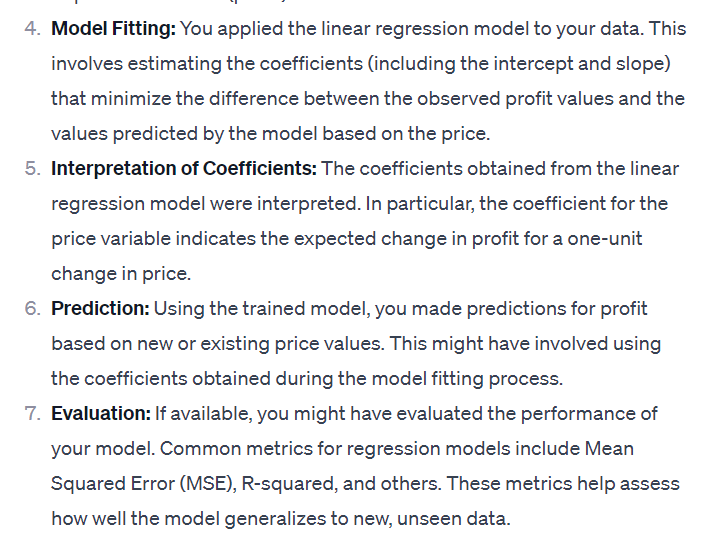 4. Model Fitting: You applied the linear regression model to your data. This
involves estimating the coefficients (including the intercept and slope)
that minimize the difference between the observed profit values and the
values predicted by the model based on the price.
5. Interpretation of Coefficients: The coefficients obtained from the linear
regression model were interpreted. In particular, the coefficient for the
price variable indicates the expected change in profit for a one-unit
change in price.
6. Prediction: Using the trained model, you made predictions for profit
based on new or existing price values. This might have involved using
the coefficients obtained during the model fitting process.
7. Evaluation: If available, you might have evaluated the performance of
your model. Common metrics for regression models include Mean
Squared Error (MSE), R-squared, and others. These metrics help assess
how well the model generalizes to new, unseen data.